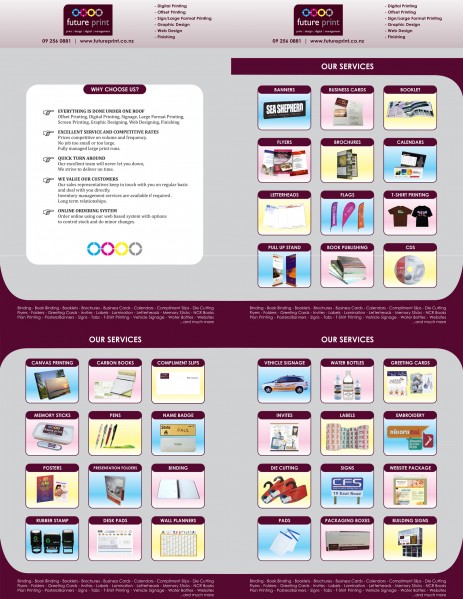 future print
print : design : digital : management
09 256 0881 | www.futureprint.co.nz
- Digital Printing
- Offset Printing
- Sign/Large Format Printing
- Graphic Design
- Web Design
- Finishing
WHY CHOOSE US?
EVERYTHING IS DONE UNDER ONE ROOF
Offset Printing, Digital Printing, Signage, Large Format Printing,
Screen Printing, Graphic Designing, Web Designing, Finishing
EXCELLENT SERVICE AND COMPETITIVE RATES
Prices competitive on volume and frequency.
No job too small or too large.
Fully managed large print runs.
QUICK TURN AROUND
Our excellent team will never let you down,
We strive to deliver on time.
WE VALUE OUR CUSTOMERS
Our sales representatives keep in touch with you on regular basis
and deal with you directly.
Inventory management services are available if required.
Long term relationships.
ONLINE ORDERING SYSTEM
Order online using our web based system with options
to control stock and do minor changes.
Binding - Book Binding - Booklets - Brochures - Business Cards - Calendars - Compliment Slips - Die Cutting
Flyers - Folders - Greeting Cards - Invites - Labels - Lamination - Letterheads - Memory Sticks - NCR Books
Plan Printing - Posters/Banners - Signs - Tabs - T-Shirt Printing - Vehicle Signage - Water Bottles - Websites
...and much more
future print
print : design : digital : management
09 256 0881 | www.futureprint.co.nz
- Digital Printing
- Offset Printing
- Sign/Large Format Printing
- Graphic Design
- Web Design
- Finishing
OUR SERVICES
BANNERS
BUSINESS CARDS
BOOKLET
SEA SHEPHERD
FLYERS
BROCHURES
CALENDARS
LETTERHEADS
FLAGS
T-SHIRT PRINTING
PULL UP STAND
BOOK PUBLISHING
CDS
Binding - Book Binding - Booklets - Brochures - Business Cards - Calendars - Compliment Slips - Die Cutting
Flyers - Folders - Greeting Cards - Invites - Labels - Lamination - Letterheads - Memory Sticks - NCR Books
Plan Printing - Posters/Banners - Signs - Tabs - T-Shirt Printing - Vehicle Signage - Water Bottles - Websites
...and much more
OUR SERVICES
CANVAS PRINTING
CARBON BOOKS
COMPLIMENT SLIPS
MEMORY STICKS
PENS
NAME BADGE
POSTERS
PRESENTATION FOLDERS
BINDING
RUBBER STAMP
DESK PADS
WALL PLANNERS
Binding - Book Binding - Booklets - Brochures - Business Cards - Calendars - Compliment Slips - Die Cutting
Flyers - Folders - Greeting Cards - Invites - Labels - Lamination - Letterheads - Memory Sticks - NCR Books
Plan Printing - Posters/Banners - Signs - Tabs - T-Shirt Printing - Vehicle Signage - Water Bottles - Websites
...and much more
OUR SERVICES
VEHICLE SIGNAGE
WATER BOTTLES
GREETING CARDS
INVITES
LABELS
EMBROIDERY
DIE CUTTING
SIGNS
WEBSITE PACKAGE
CFS
PADS
PACKAGING BOXES
BUILDING SIGNS
Binding - Book Binding - Booklets - Brochures - Business Cards - Calendars - Compliment Slips - Die Cutting
Flyers - Folders - Greeting Cards - Invites - Labels - Lamination - Letterheads - Memory Sticks - NCR Books
Plan Printing - Posters/Banners - Signs - Tabs - T-Shirt Printing - Vehicle Signage - Water Bottles - Websites
...and much more